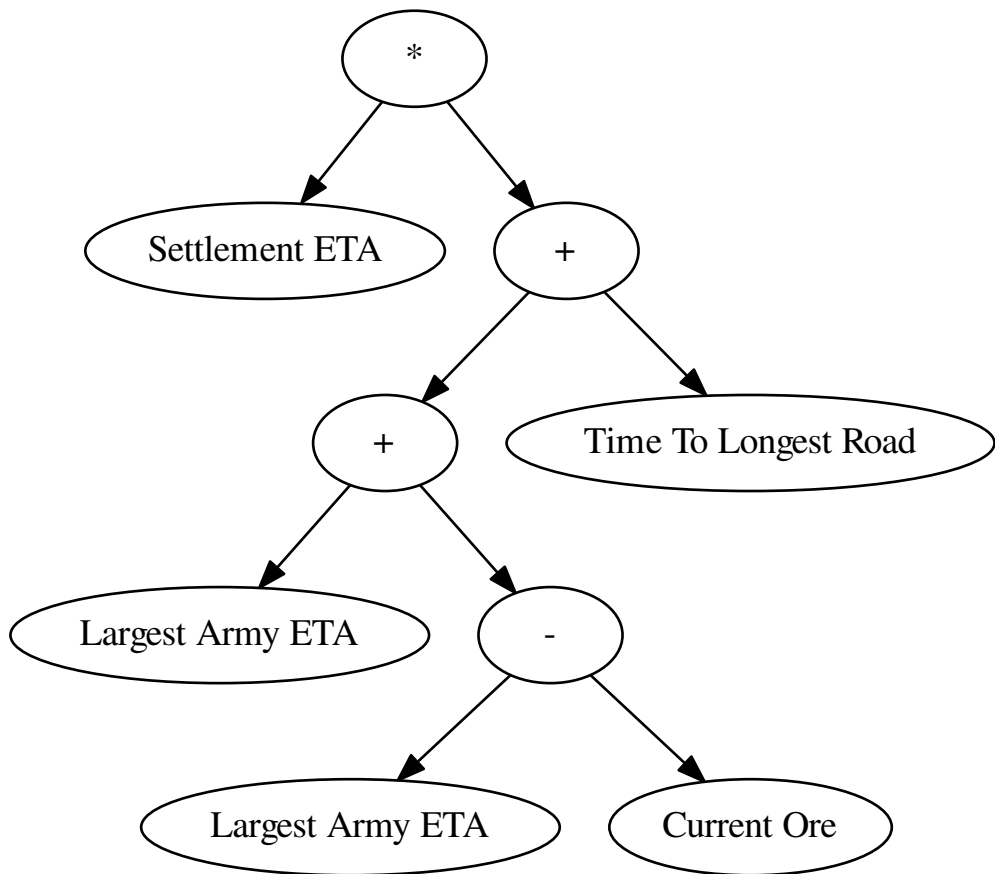 *
Settlement ETA
+
+
Time To Longest Road
Largest Army ETA
-
Largest Army ETA
Current Ore